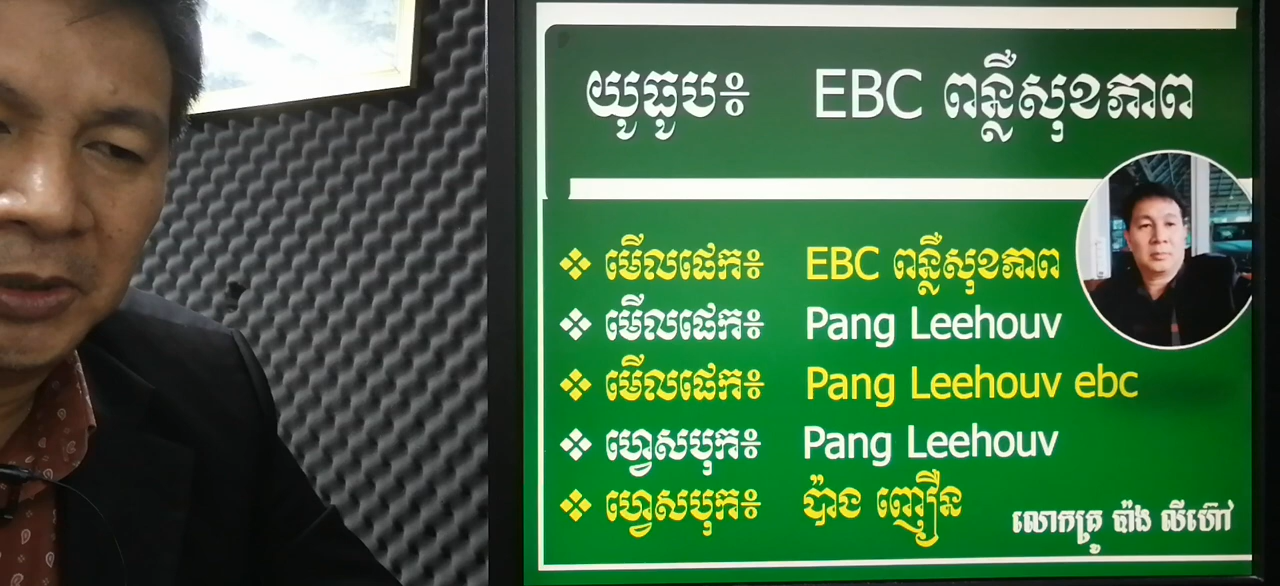 យូធូប៖ EBC ពន្លឺសុខភាព
❖ មើលផេក៖ EBC ពន្លឺសុខភាព
❖ មើលផេក៖ Pang Leehouv
❖ មើលផេក៖ Pang Leehouv ebc
❖ ហ្វេសបុក៖ Pang Leehouv
❖ ហ្វេសបុក៖ ប៉ាង ញឿន
លោកគ្រូ ប៉ាង លីហ៊ៅ